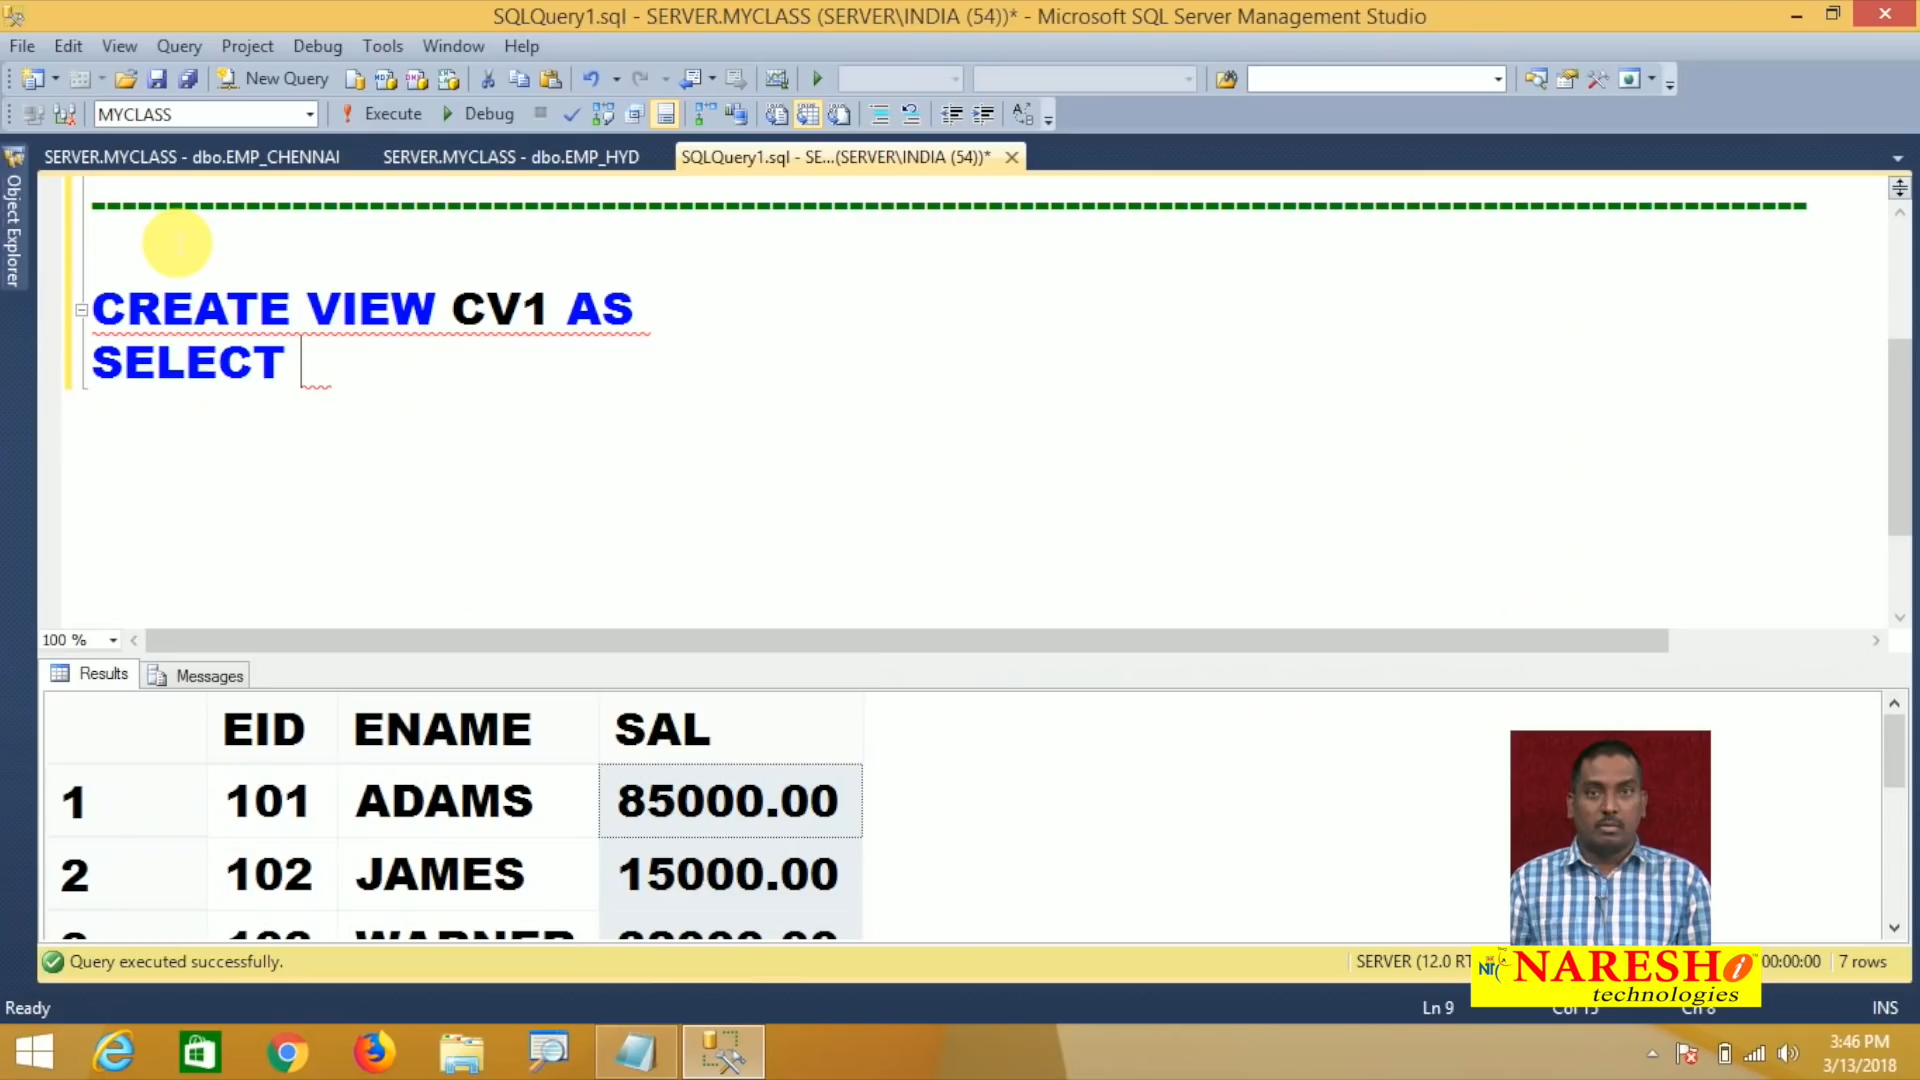 SQLQuery1.sql - SERVER.MYCLASS (SERVER\INDIA (54))* - Microsoft SQL Server Management Studio
File Edit View Query Project Debug Tools Window Help
New Query
MYCLASS Execute Debug
SERVER.MYCLASS - dbo.EMP_CHENNAI SERVER.MYCLASS - dbo.EMP_HYD SQLQuery1.sql - SE...(SERVER\INDIA (54))*
Object Explorer
CREATE VIEW CV1 AS
SELECT
100 %
Results Messages
EID ENAME SAL
1 101 ADAMS 85000.00
2 102 JAMES 15000.00
Query executed successfully. SERVER (12.0 RT 00:00:00 7 rows
NARESH i
technologies
Ready Ln 9 INS
3:46 PM
3/13/2018